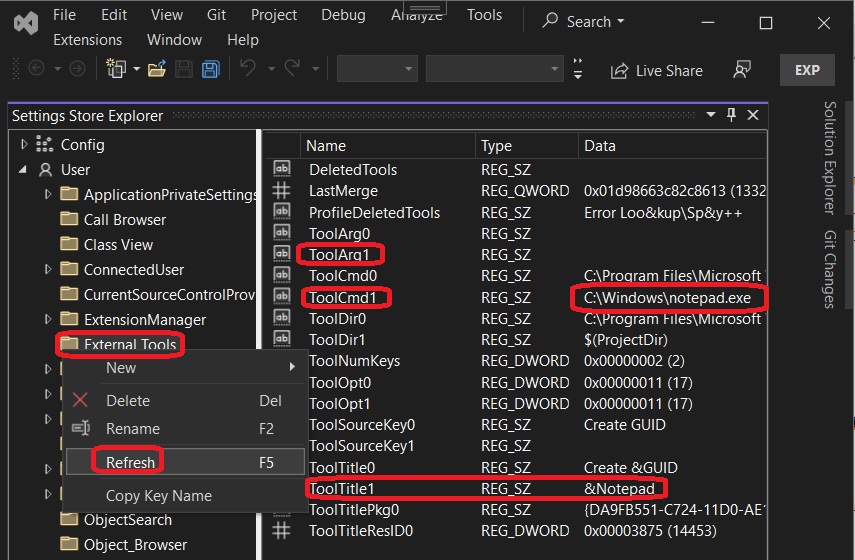 File Edit View Git Project Debug Analyze Tools Search
Extensions Window Help
Live Share EXP
Settings Store Explorer
Config
User
ApplicationPrivateSettings
Call Browser
Class View
ConnectedUser
CurrentSourceControlProv
ExtensionManager
External Tools
New
Delete Del
Rename F2
Refresh F5
Copy Key Name
ObjectSearch
Object_Browser
Name Type Data
DeletedTools REG_SZ
LastMerge REG_QWORD 0x01d98663c82c8613 (1332
ProfileDeletedTools REG_SZ Error Loo&kup\Sp&y++
ToolArg0 REG_SZ
ToolArg1 REG_SZ
ToolCmd0 REG_SZ C:\Program Files\Microsoft
ToolCmd1 REG_SZ C:\Windows\notepad.exe
ToolDir0 REG_SZ C:\Program Files\Microsoft
ToolDir1 REG_SZ $(ProjectDir)
ToolNumKeys REG_DWORD 0x00000002 (2)
ToolOpt0 REG_DWORD 0x00000011 (17)
ToolOpt1 REG_DWORD 0x00000011 (17)
ToolSourceKey0 REG_SZ Create GUID
ToolSourceKey1 REG_SZ
ToolTitle0 REG_SZ Create &GUID
ToolTitle1 REG_SZ &Notepad
ToolTitlePkg0 REG_SZ {DA9FB551-C724-11D0-AE1
ToolTitleResID0 REG_DWORD 0x00003875 (14453)
Solution Explorer
Git Changes